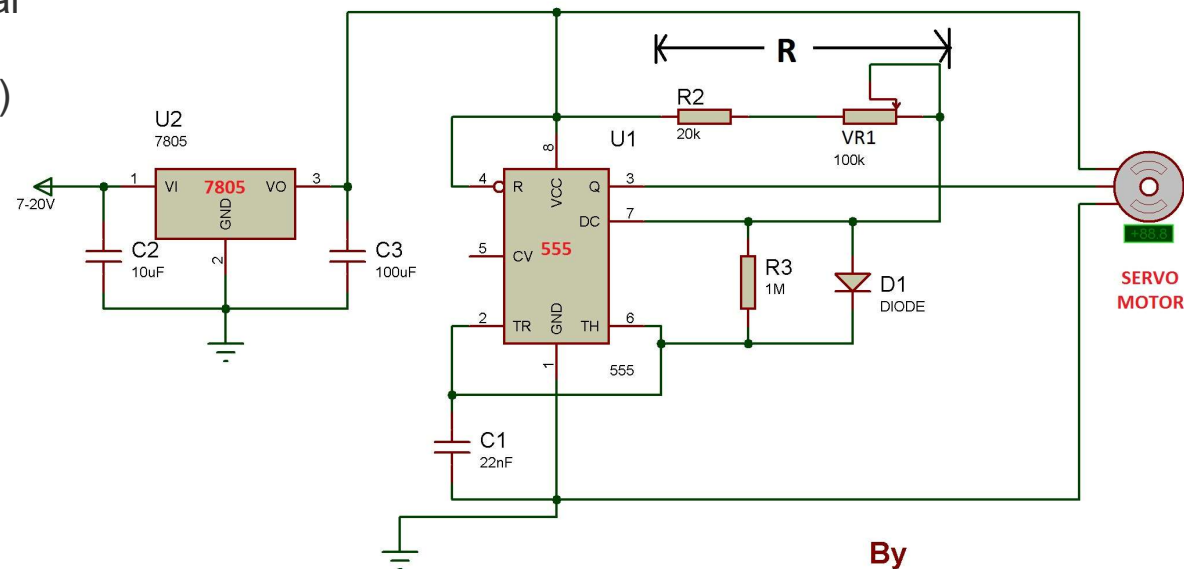 al
)
R
R2
20k
VR1
100k
U2
7805
U1
1
VI
7805
VO
3
GND
2
7-20V
C2
10uF
C3
100uF
8
4
R
VCC
Q
3
DC
7
5
CV
555
R3
1M
D1
DIODE
2
TR
GND
TH
6
1
555
C1
22nF
+88.8
SERVO
MOTOR
By